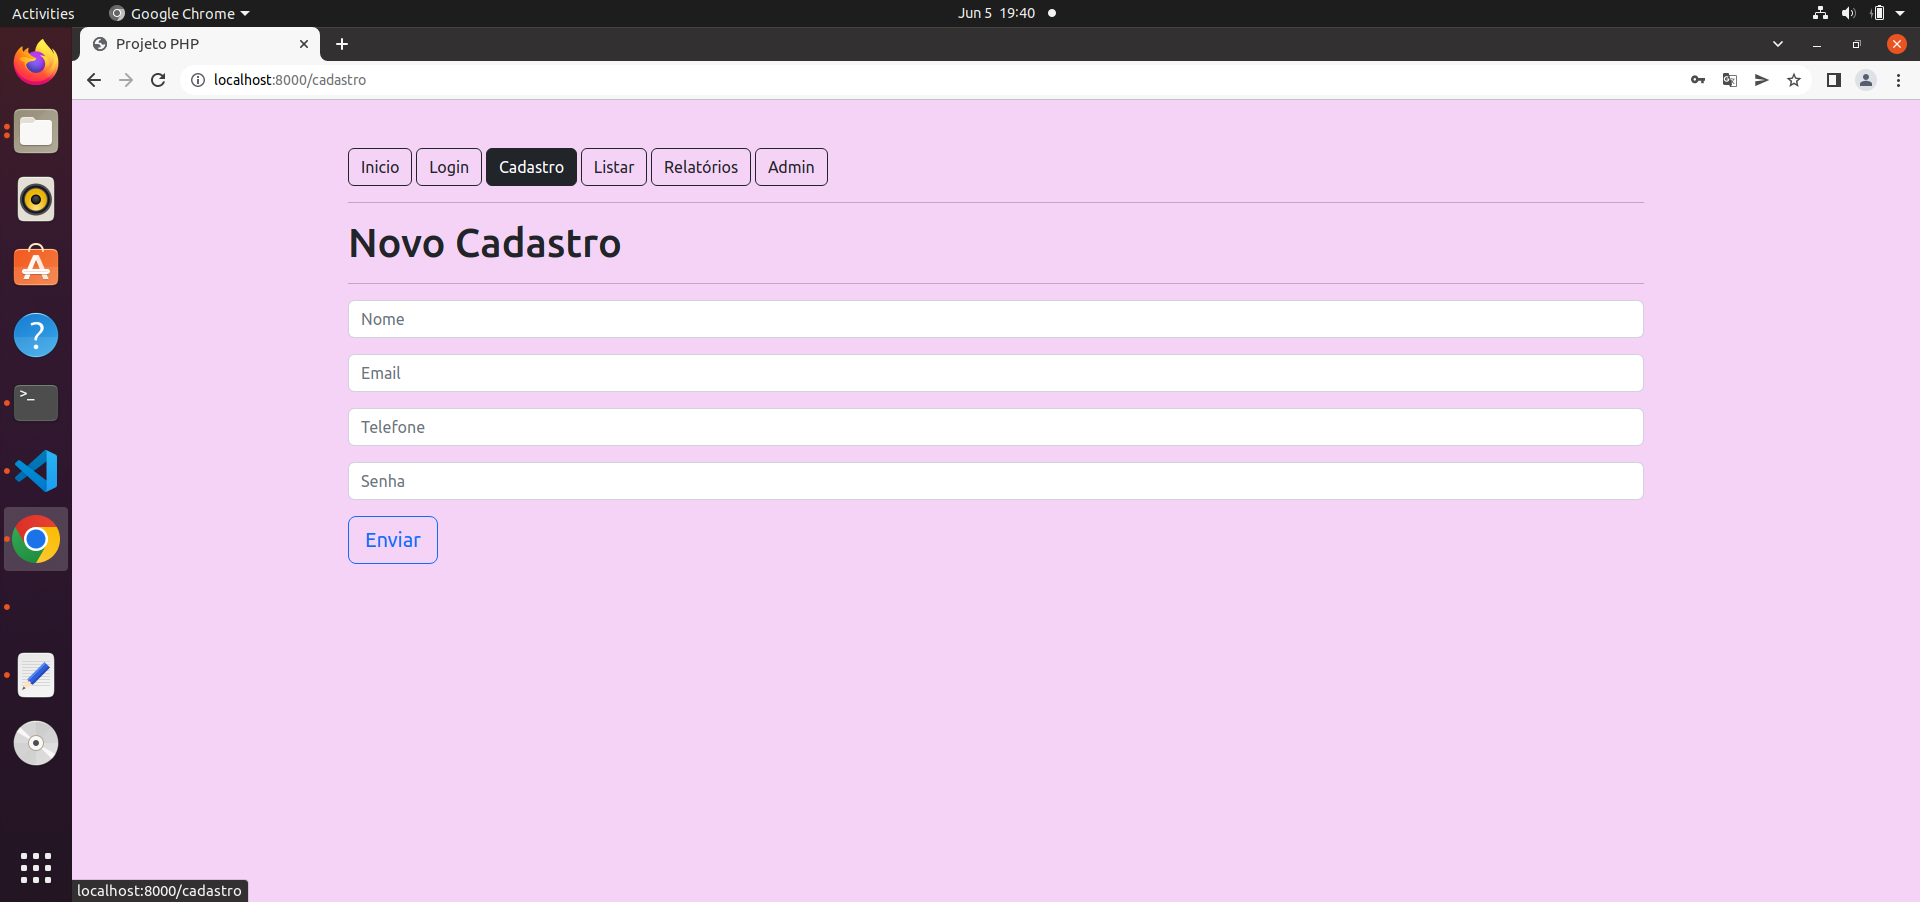 Activities Google Chrome Jun 5 19:40
Projeto PHP
localhost:8000/cadastro
Inicio Login Cadastro Listar Relatórios Admin
Novo Cadastro
Nome
Email
Telefone
Senha
Enviar
localhost:8000/cadastro